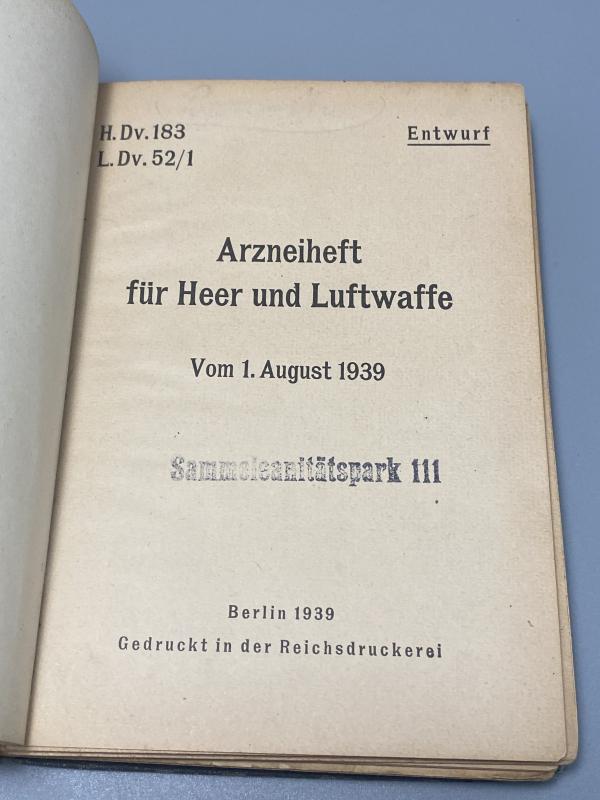 H.Dv.183
L.Dv.52/1
Entwurf
Arzneiheft
für Heer und Luftwaffe
Vom 1. August 1939
Sammelsanitätspark 111
Berlin 1939
Gedruckt in der Reichsdruckerei